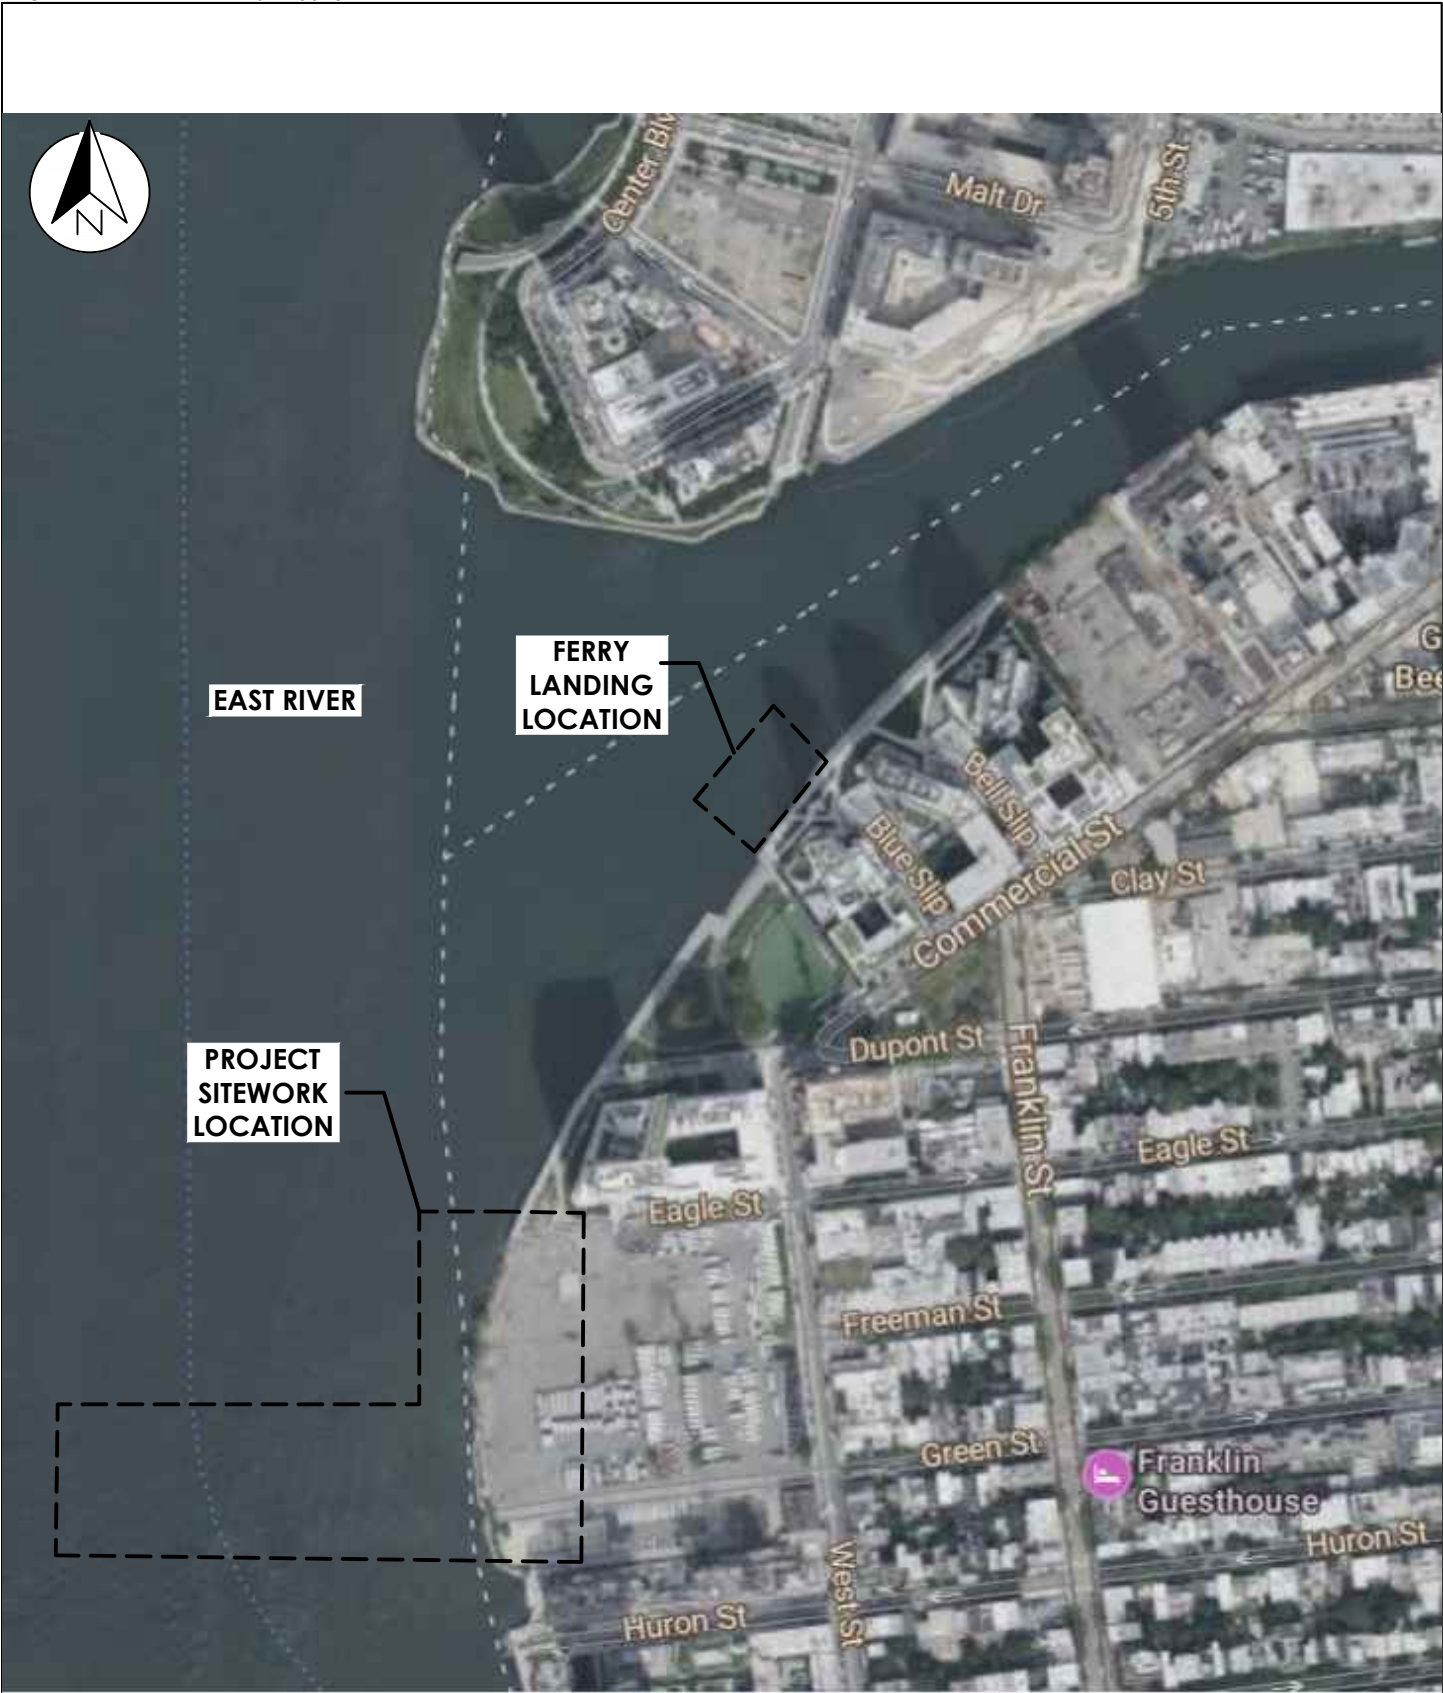 N
Center Blv
Malt Dr
5th St
FERRY
LANDING
LOCATION
EAST RIVER
G
Bee
Bell Slip
Blue Slip
Commercial St
Clay St
PROJECT
SITEWORK
LOCATION
Dupont St
Franklin St
Eagle St
Eagle St
Freeman St
Green St
Franklin
Guesthouse
Huron St
West St
Huron St